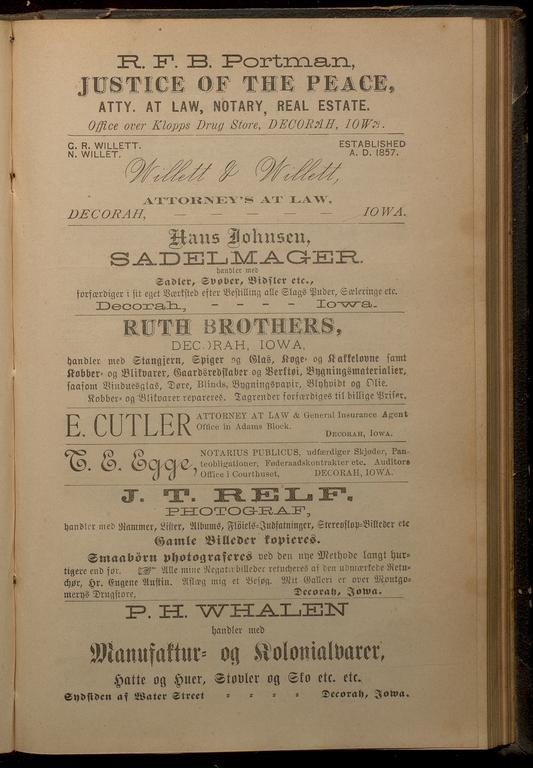 R. F. B. Portman,
JUSTICE OF THE PEACE,
ATTY. AT LAW, NOTARY, REAL ESTATE.
Office over Klopps Drug Store, DECORAH, IOWA.
G. R. WILLETT.
N. WILLET.
ESTABLISHED
A. D. 1857.
Willett & Willett,
ATTORNEY'S AT LAW,
DECORAH, — — — — — IOWA.
Hans Johnsen,
SADELMAGER.
handler med
Sadler, Svøber, Bidsler etc.,
forfærdiger i sit eget Værksted efter Bestilling alle Slags Puder, Sæleringe etc.
Decorah, - - - - Iowa.
RUTH BROTHERS,
DECORAH, IOWA,
handler med Stangjern, Spiger og Glas, Koge- og Kakkelovne samt
Kobber- og Blikvarer, Gaardsredskaber og Verktøi, Bygningsmaterialier,
saasom Vinduesglas, Døre, Blinds, Bygningspapir, Blyhvidt og Olie.
Kobber- og Blikvarer repareres. Tagrender forfærdiges til billige Priser.
E. CUTLER
ATTORNEY AT LAW & General Insurance Agent
Office in Adams Block.
DECORAH, IOWA.
T. E. Egge,
NOTARIUS PUBLICUS, udfærdiger Skjøder, Pan-
teobligationer, Føderaadskontrakter etc. Auditors
Office i Courthuset, DECORAH, IOWA.
J. T. RELF,
PHOTOGRAF,
handler med Rammer, Lister, Albums, Fløiels-Indfatninger, Stereoskop-Billeder etc
Gamle Billeder kopieres.
Smaabörn photograferes ved den nye Methode langt hur-
tigere end før. ☞ Alle mine Negativbilleder retucheres af den udmærkede Retu-
chør, Hr. Eugene Austin. Aflæg mig et Besøg. Mit Galleri er over Montgo-
merys Drugstore, Decorah, Iowa.
P. H. WHALEN
handler med
Manufaktur- og Kolonialvarer,
Hatte og Huer, Støvler og Sko etc. etc.
Sydsiden af Water Street - - - - Decorah, Iowa.